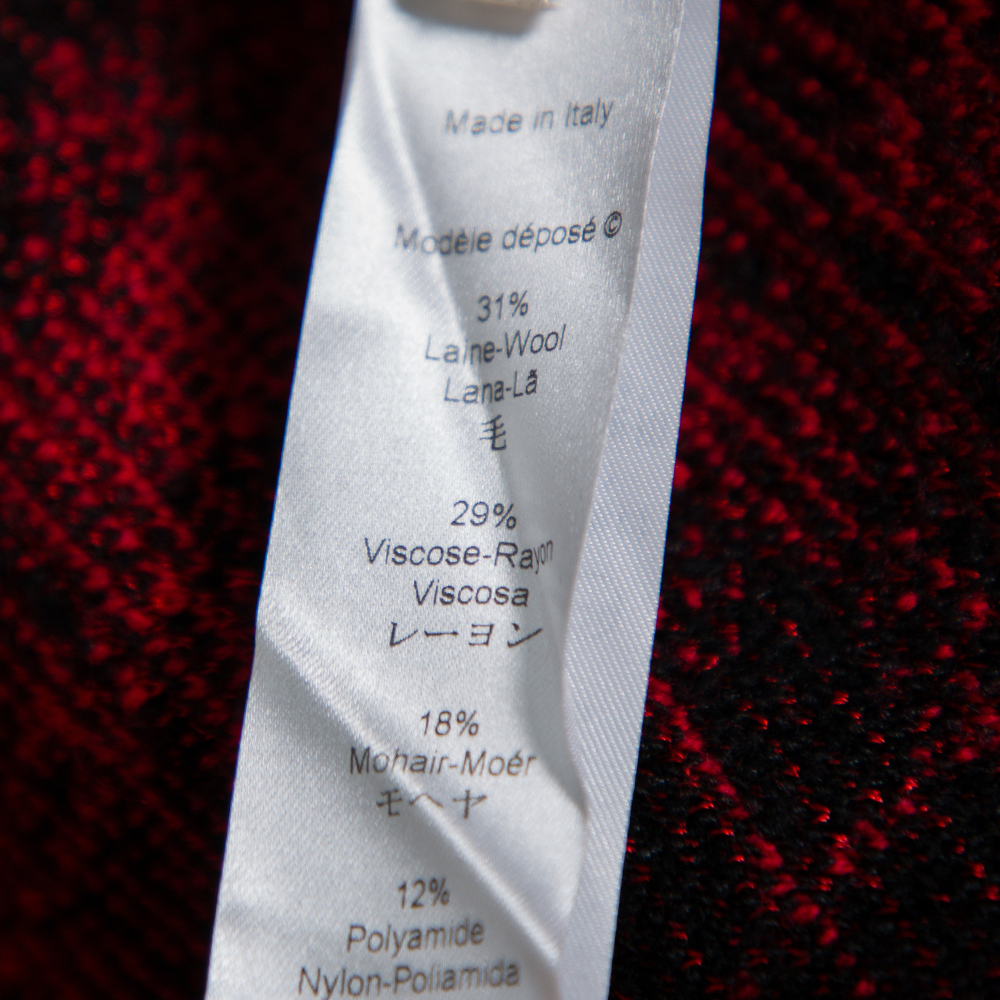 Made in Italy
Modèle déposé ©
31%
Laine-Wool
Lana-Lã
毛
29%
Viscose-Rayon
Viscosa
レーヨン
18%
Mohair-Moér
モヘヤ
12%
Polyamide
Nylon-Poliamida